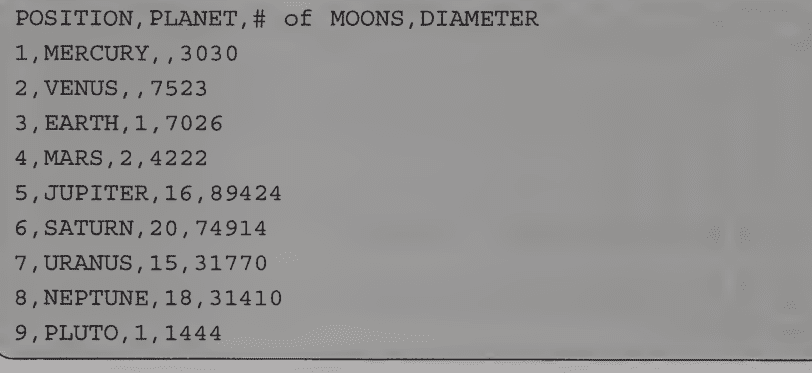 POSITION,PLANET,# of MOONS,DIAMETER
1,MERCURY,,3030
2,VENUS,,7523
3,EARTH,1,7026
4,MARS,2,4222
5,JUPITER,16,89424
6,SATURN,20,74914
7,URANUS,15,31770
8,NEPTUNE,18,31410
9,PLUTO,1,1444